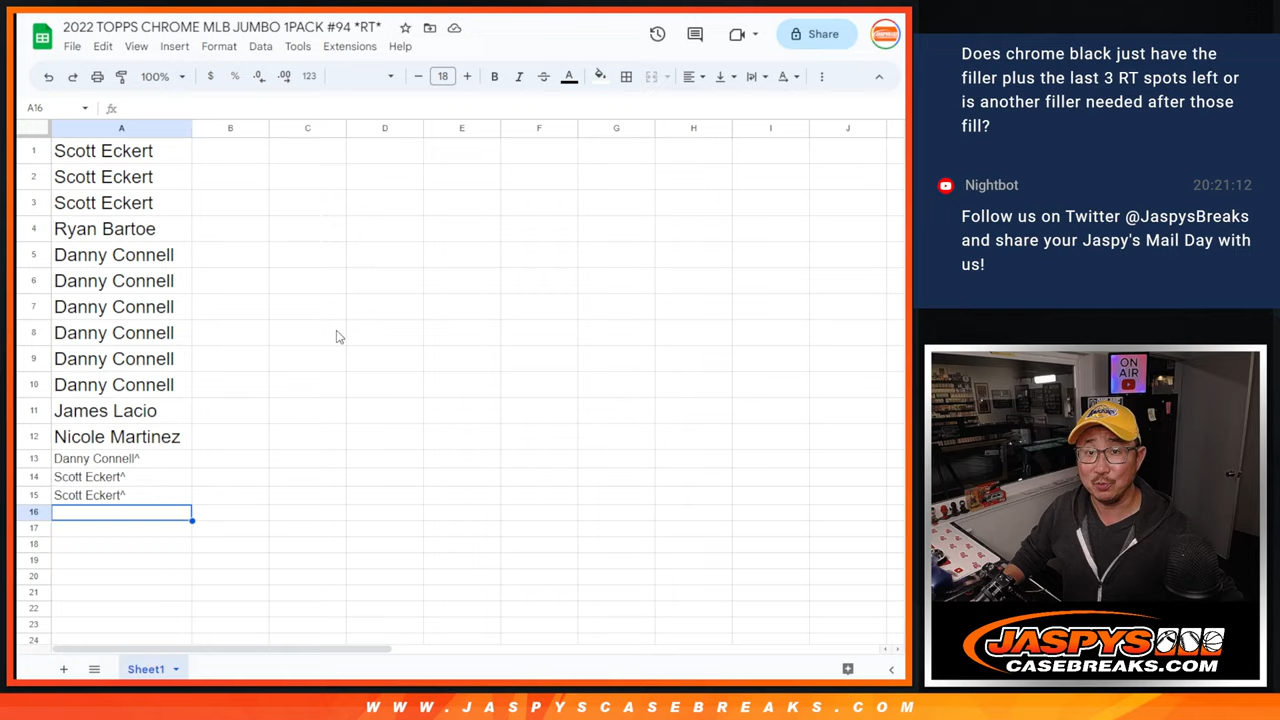 2022 TOPPS CHROME MLB JUMBO 1PACK #94 *RT*
File Edit View Insert Format Data Tools Extensions Help
Share
100% $ % .0 .00 123 18 B I A
A16 fx
A B C D E F G H I J
1 Scott Eckert
2 Scott Eckert
3 Scott Eckert
4 Ryan Bartoe
5 Danny Connell
6 Danny Connell
7 Danny Connell
8 Danny Connell
9 Danny Connell
10 Danny Connell
11 James Lacio
12 Nicole Martinez
13 Danny Connell^
14 Scott Eckert^
15 Scott Eckert^
16
17
18
19
20
21
22
23
24
Sheet1
Does chrome black just have the
filler plus the last 3 RT spots left or
is another filler needed after those
fill?
Nightbot 20:21:12
Follow us on Twitter @JaspysBreaks
and share your Jaspy's Mail Day with
us!
ON
AIR
JASPYS
CASEBREAKS.COM
WWW.JASPYSCASEBREAKS.COM